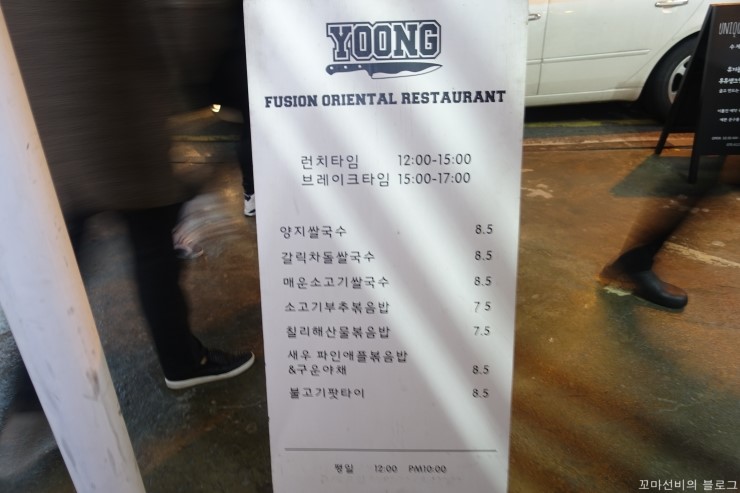 YOONG
FUSION ORIENTAL RESTAURANT
런치타임 12:00-15:00
브레이크타임 15:00-17:00
양지쌀국수 8.5
갈릭차돌쌀국수 8.5
매운소고기쌀국수 8.5
소고기부추볶음밥 7 5
칠리해산물볶음밥 7.5
새우 파인애플볶음밥
&구운야채 8.5
불고기팟타이 8.5
평일 12:00 PM10:00
UNIQ
꼬마선비의 블로그